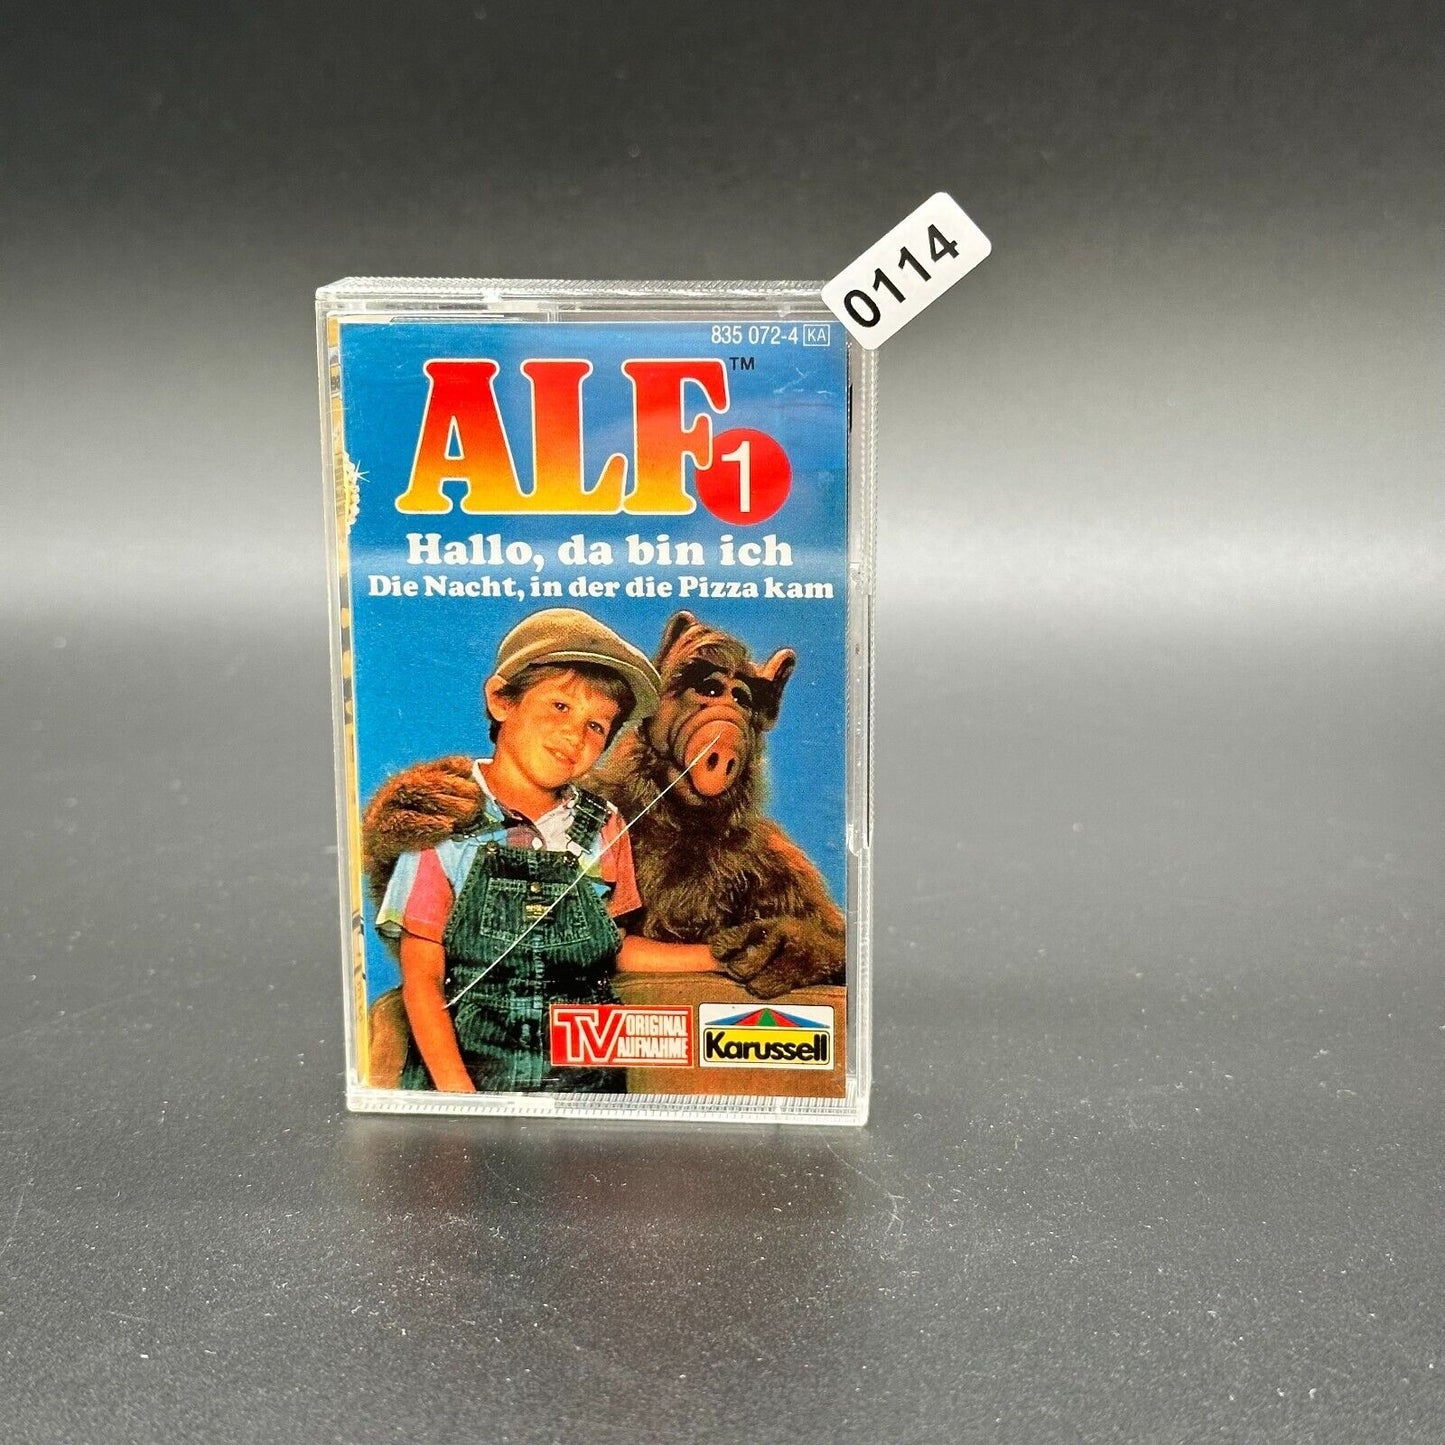 0114
835 072-4 KA
ALF™
1
Hallo, da bin ich
Die Nacht, in der die Pizza kam
TV ORIGINAL
AUFNAHME
Karussell